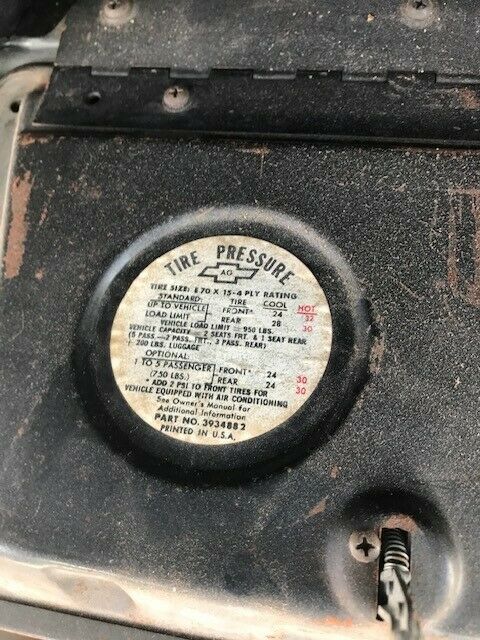 TIRE PRESSURE
AG
TIRE SIZE: E70 X 15-4 PLY RATING
STANDARD: TIRE COOL HOT
UP TO VEHICLE FRONT* 24 32
LOAD LIMIT REAR 28 30
VEHICLE LOAD LIMIT = 950 LBS.
VEHICLE CAPACITY = 2 SEATS FRT. & 1 SEAT REAR
(5 PASS.—2 PASS. FRT., 3 PASS. REAR)
200 LBS. LUGGAGE
OPTIONAL:
1 TO 5 PASSENGER FRONT* 24 30
(750 LBS.) REAR 24 30
* ADD 2 PSI TO FRONT TIRES FOR
VEHICLE EQUIPPED WITH AIR CONDITIONING
See Owner's Manual for
Additional Information
PART NO. 3934882
PRINTED IN U.S.A.